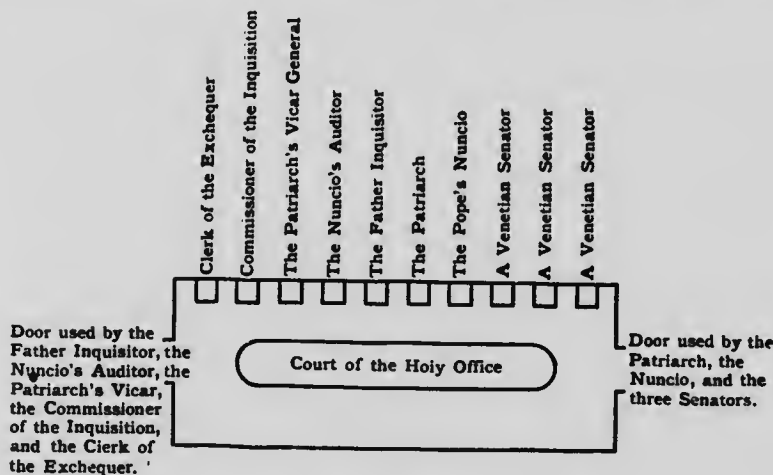 Clerk of the Exchequer
Commissioner of the Inquisition
The Patriarch's Vicar General
The Nuncio's Auditor
The Father Inquisitor
The Patriarch
The Pope's Nuncio
A Venetian Senator
A Venetian Senator
A Venetian Senator
Door used by the
Father Inquisitor, the
Nuncio's Auditor, the
Patriarch's Vicar,
the Commissioner
of the Inquisition,
and the Clerk of
the Exchequer.
Court of the Holy Office
Door used by the
Patriarch, the
Nuncio, and the
three Senators.